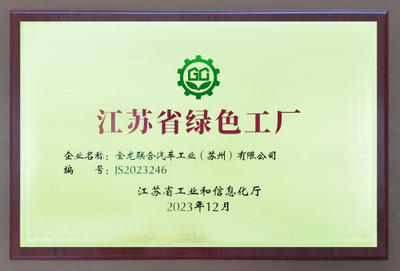 江苏省绿色工厂
企业名称：金龙联合汽车工业（苏州）有限公司
编 号：JS2023246
江苏省工业和信息化厅
2023年12月